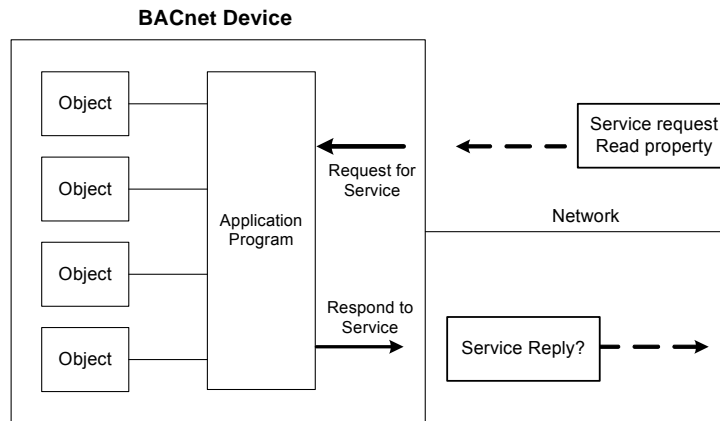 BACnet Device
Object
Object
Object
Object
Application
Program
Request for
Service
Respond to
Service
Service request
Read property
Network
Service Reply?